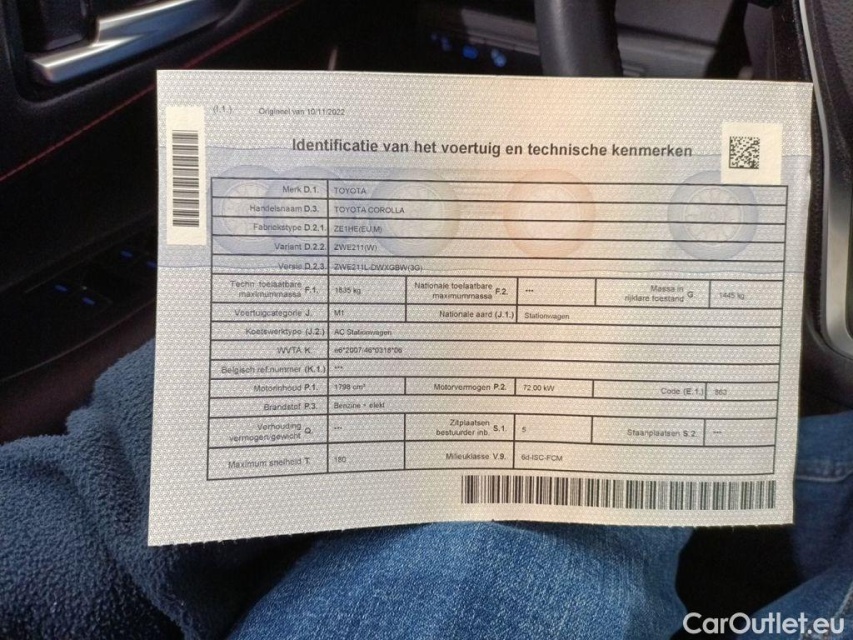 (I.1.) Origineel van 10/11/2022
Identificatie van het voertuig en technische kenmerken
Merk D.1. TOYOTA
Handelsnaam D.3. TOYOTA COROLLA
Fabriekstype D.2.1. ZE1HE(EU,M)
Variant D.2.2. ZWE211(W)
Versie D.2.3. ZWE211L-DWXGBW(3G)
Techn toelaatbare maximummassa F.1. 1835 kg Nationale toelaatbare maximummassa F.2. --- Massa in rijklare toestand G. 1445 kg
Voertuigcategorie J. M1 Nationale aard (J.1.) Stationwagen
Koetswerktype (J.2.) AC Stationwagen
WVTA K. e6*2007/46*0318*06
Belgisch ref.nummer (K.1.) ---
Motorinhoud P.1. 1798 cm³ Motorvermogen P.2. 72,00 kW Code (E.1.) 862
Brandstof P.3. Benzine + elekt
Verhouding vermogen/gewicht Q. --- Zitplaatsen bestuurder inb. S.1. 5 Staanplaatsen S.2. ---
Maximum snelheid T. 180 Milieuklasse V.9. 6d-ISC-FCM
CarOutlet.eu